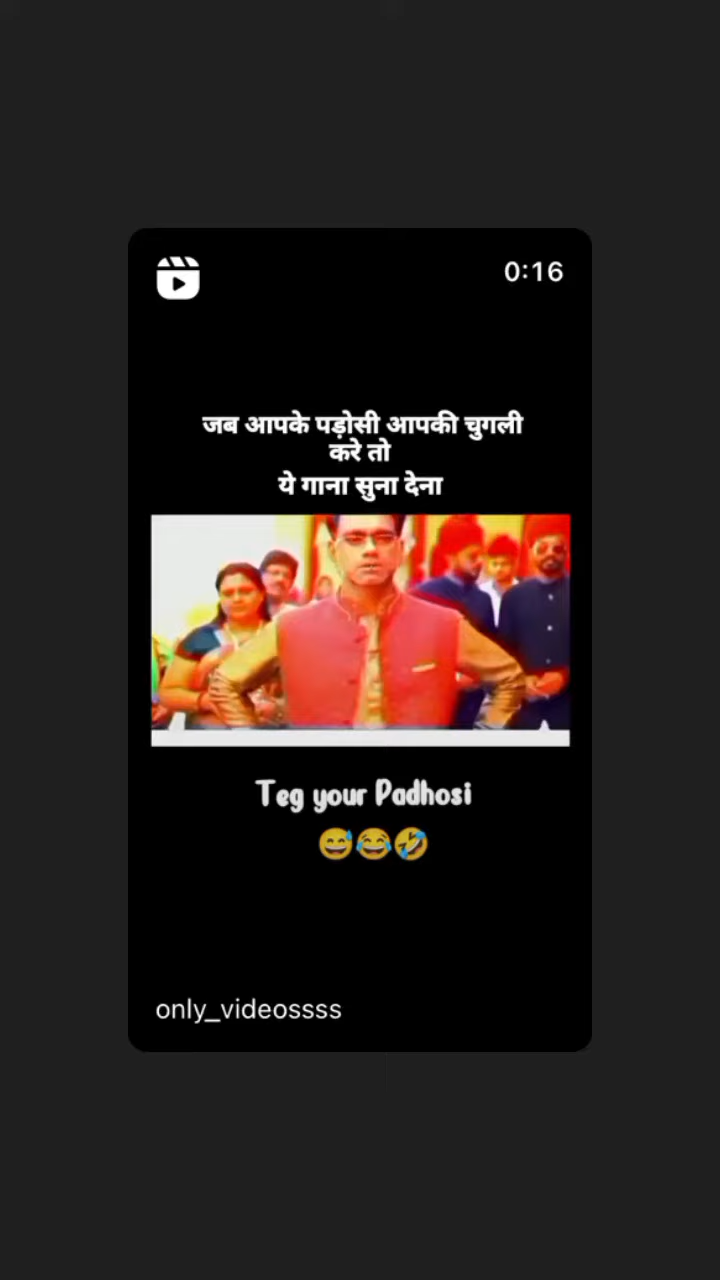 0:16
जब आपके पड़ोसी आपकी चुगली
करे तो
ये गाना सुना देना
Teg your Padhosi
😅😂🤣
only_videossss